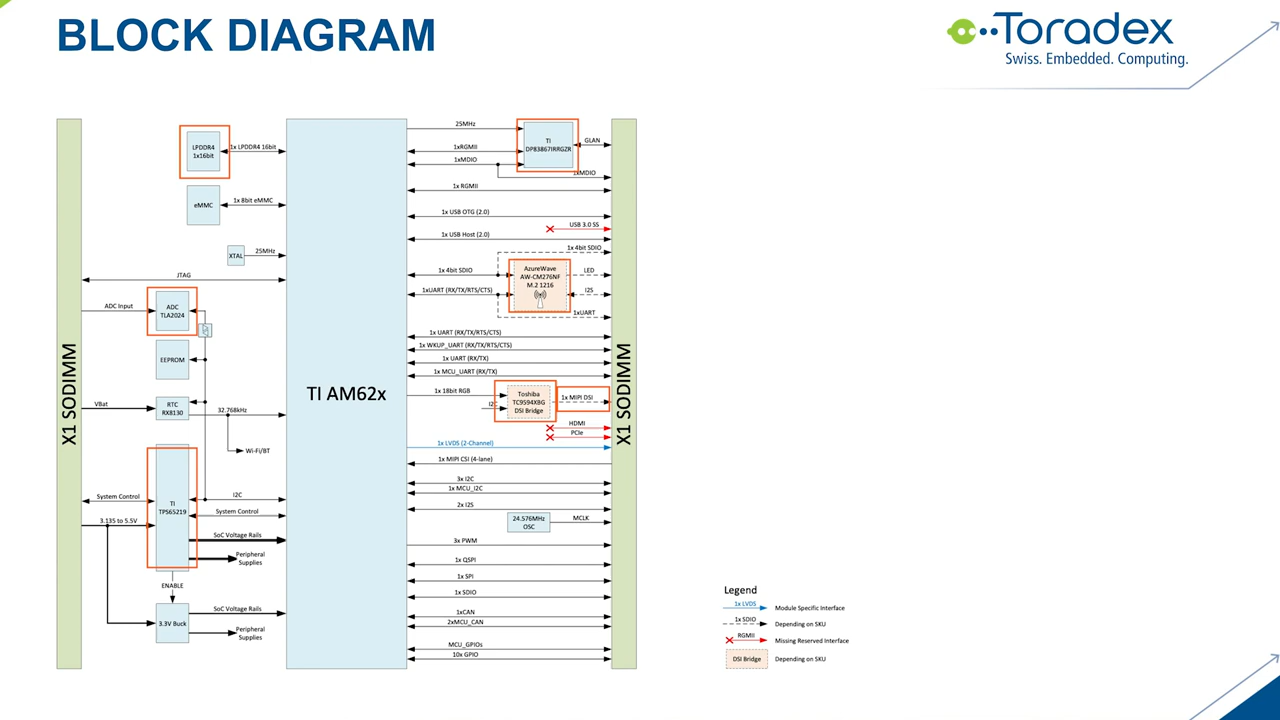 BLOCK DIAGRAM
Toradex
Swiss. Embedded. Computing.
X1 SODIMM
LPDDR4
1x16bit
1x LPDDR4 16bit
eMMC
1x 8bit eMMC
XTAL
25MHz
JTAG
ADC Input
ADC
TLA2024
EEPROM
VBat
RTC
RX8130
32.768kHz
Wi-Fi/BT
System Control
TI
TPS65219
I2C
System Control
3.135 to 5.5V
SoC Voltage Rails
Peripheral
Supplies
ENABLE
3.3V Buck
SoC Voltage Rails
Peripheral
Supplies
TI AM62x
25MHz
1xRGMII
1xMDIO
TI
DP83867IRRGZR
GLAN
1xMDIO
1x RGMII
1x USB OTG (2.0)
USB 3.0 SS
1x USB Host (2.0)
1x 4bit SDIO
1x 4bit SDIO
AzureWave
AW-CM276NF
M.2 1216
LED
1xUART (RX/TX/RTS/CTS)
I2S
1xUART
1x UART (RX/TX/RTS/CTS)
1x WKUP_UART (RX/TX/RTS/CTS)
1x UART (RX/TX)
1x MCU_UART (RX/TX)
1x 18bit RGB
I2C
Toshiba
TC9594XBG
DSI Bridge
1x MIPI DSI
HDMI
PCIe
1x LVDS (2-Channel)
1x MIPI CSI (4-lane)
3x I2C
1x MCU_I2C
2x I2S
24.576MHz
OSC
MCLK
3x PWM
1x QSPI
1x SPI
1x SDIO
1xCAN
2xMCU_CAN
MCU_GPIOs
10x GPIO
X1 SODIMM
Legend
1x LVDS
Module Specific Interface
1x SDIO
Depending on SKU
RGMII
Missing Reserved Interface
DSI Bridge
Depending on SKU